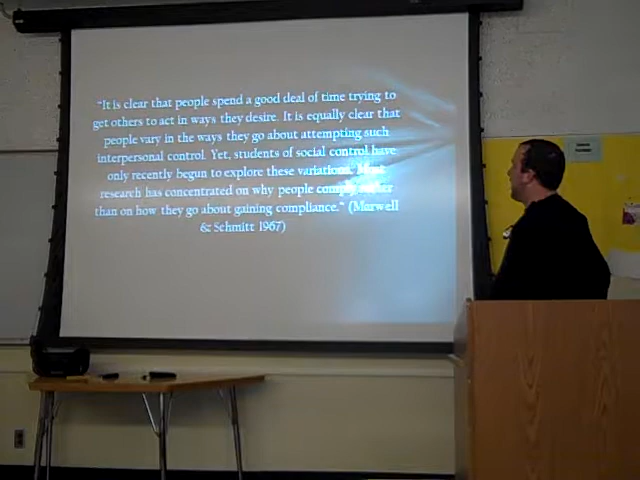 "It is clear that people spend a good deal of time trying to
get others to act in ways they desire. It is equally clear that
people vary in the ways they go about attempting such
interpersonal control. Yet, students of social control have
only recently begun to explore these variations. Most
research has concentrated on why people comply rather
than on how they go about gaining compliance." (Marwell
& Schmitt 1967)